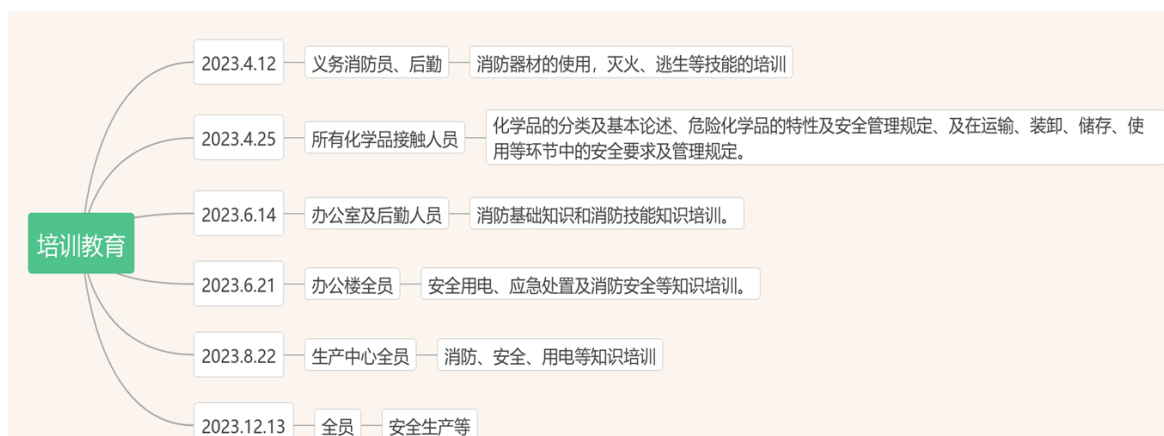 2023.4.12 义务消防员、后勤 消防器材的使用，灭火、逃生等技能的培训
2023.4.25 所有化学品接触人员 化学品的分类及基本论述、危险化学品的特性及安全管理规定、及在运输、装卸、储存、使
用等环节中的安全要求及管理规定。
2023.6.14 办公室及后勤人员 消防基础知识和消防技能知识培训。
培训教育
2023.6.21 办公楼全员 安全用电、应急处置及消防安全等知识培训。
2023.8.22 生产中心全员 消防、安全、用电等知识培训
2023.12.13 全员 安全生产等